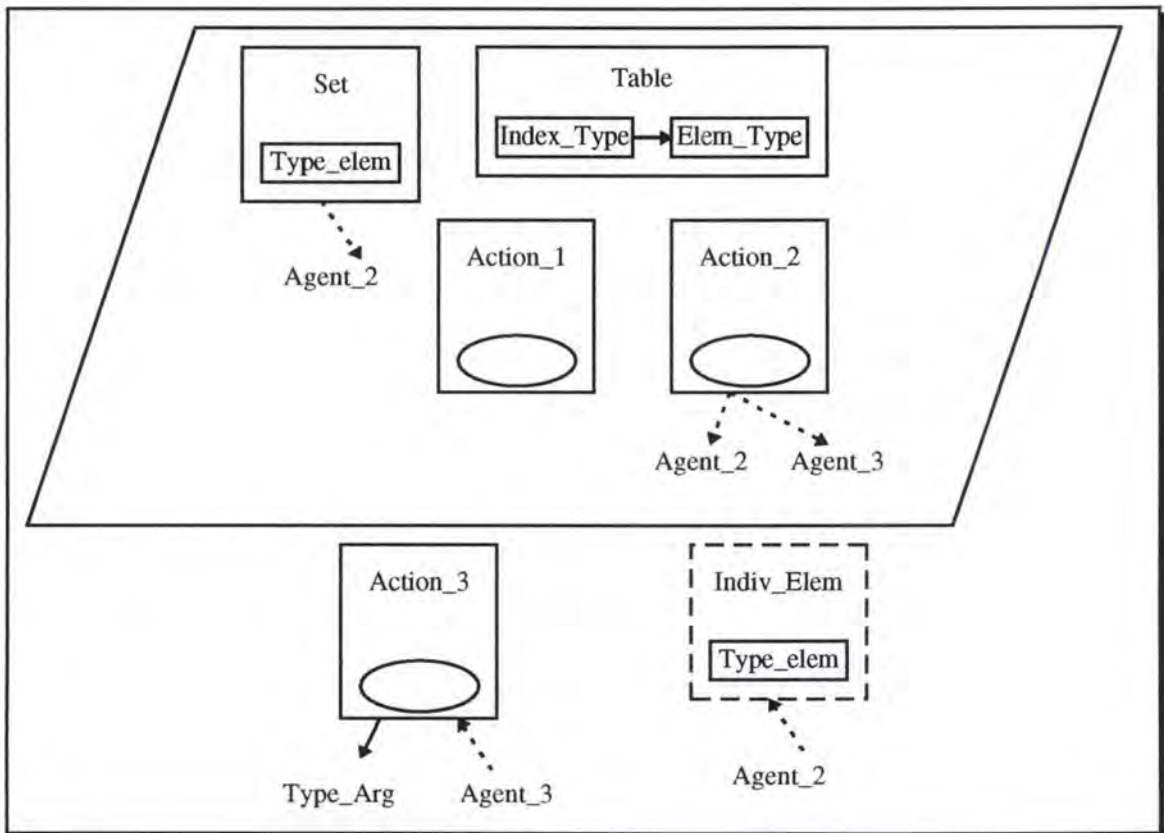 Set
Table
Index_Type
Elem_Type
Type_elem
Agent_2
Action_1
Action_2
Agent_2
Agent_3
Action_3
Indiv_Elem
Type_elem
Type_Arg
Agent_3
Agent_2